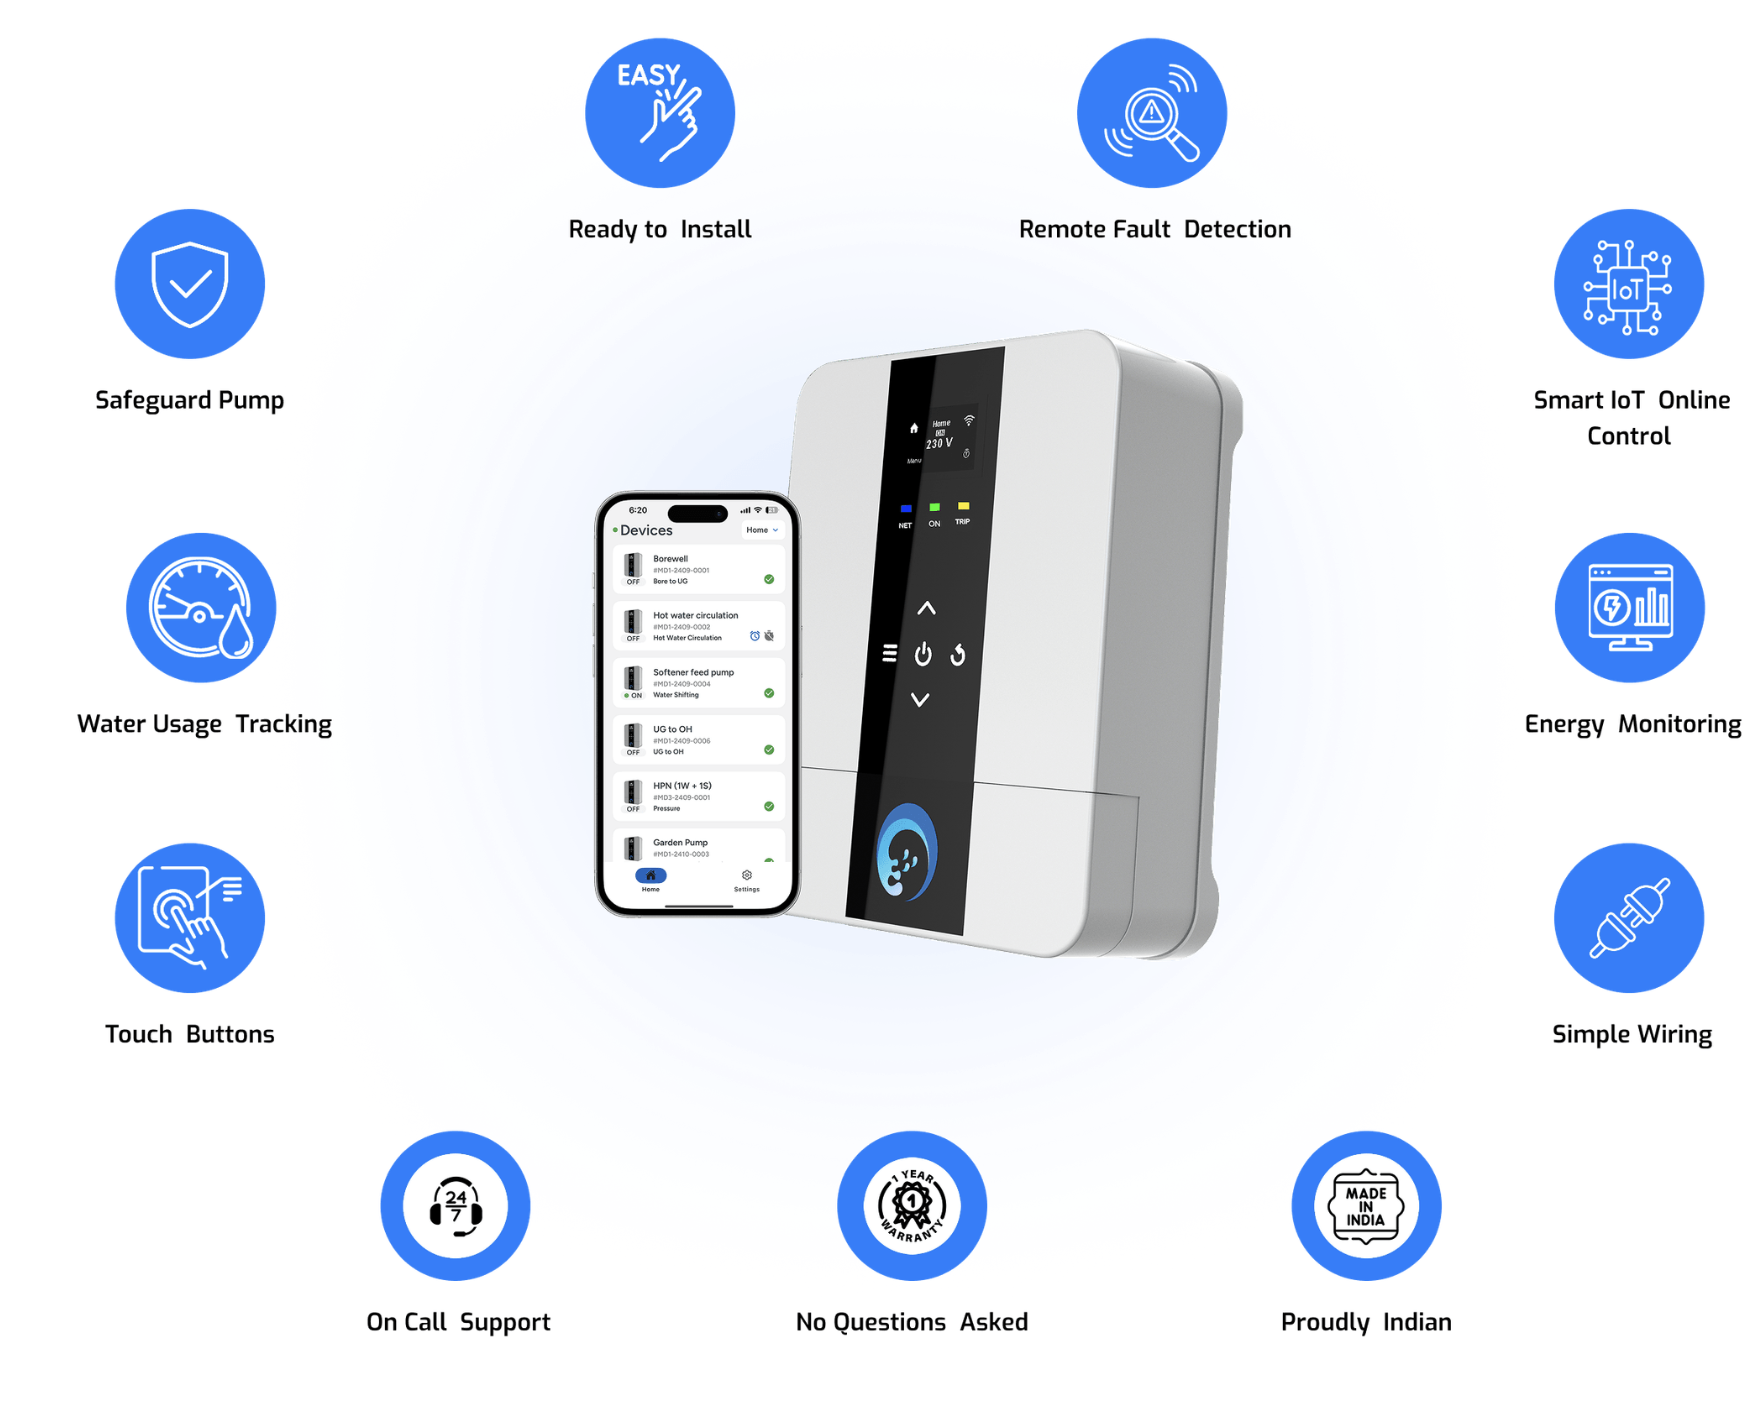 EASY
Ready to Install
Remote Fault Detection
Safeguard Pump
IoT
Smart IoT Online
Control
Water Usage Tracking
Energy Monitoring
Touch Buttons
Simple Wiring
Home
230 V
Menu
NET ON TRIP
6:20
Devices
Home
Borewell
#MD1-2409-0001
OFF
Bore to UG
Hot water circulation
#MD1-2409-0002
OFF
Hot Water Circulation
Softener feed pump
#MD1-2409-0004
ON
Water Shifting
UG to OH
#MD1-2409-0006
OFF
UG to OH
HPN (1W + 1S)
#MD3-2409-0001
OFF
Pressure
Garden Pump
#MD1-2410-0003
Home
Settings
24
7
On Call Support
1 YEAR
1
WARRANTY
No Questions Asked
MADE
IN
INDIA
Proudly Indian